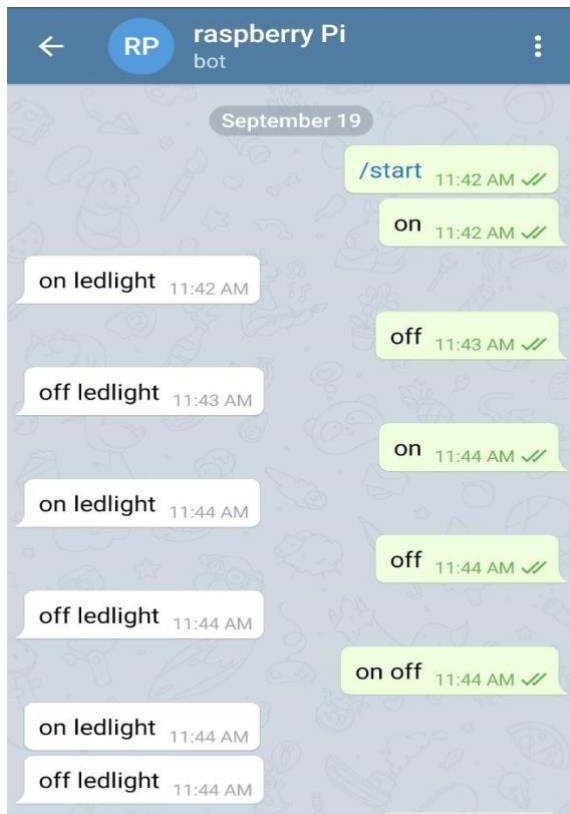 RP
raspberry Pi
bot
September 19
/start 11:42 AM
on 11:42 AM
on ledlight 11:42 AM
off 11:43 AM
off ledlight 11:43 AM
on 11:44 AM
on ledlight 11:44 AM
off 11:44 AM
off ledlight 11:44 AM
on off 11:44 AM
on ledlight 11:44 AM
off ledlight 11:44 AM